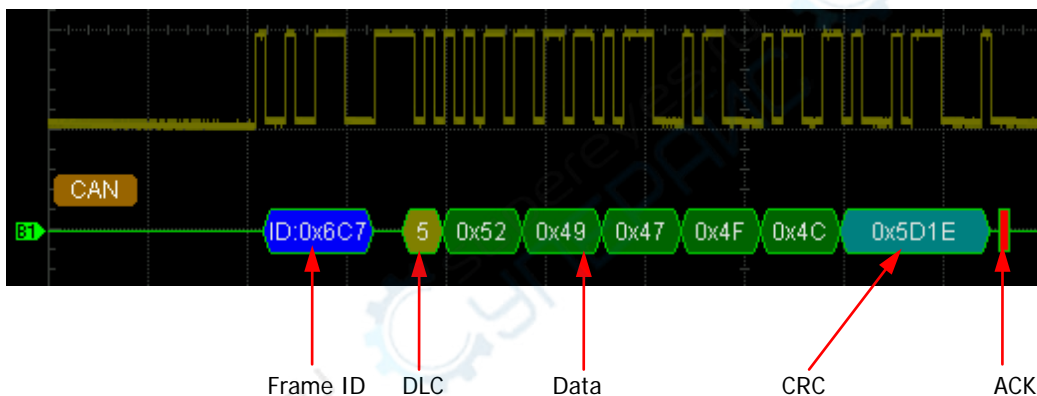 CAN
B1
ID:0x6C7 5 0x52 0x49 0x47 0x4F 0x4C 0x5D1E
Frame ID DLC Data CRC ACK